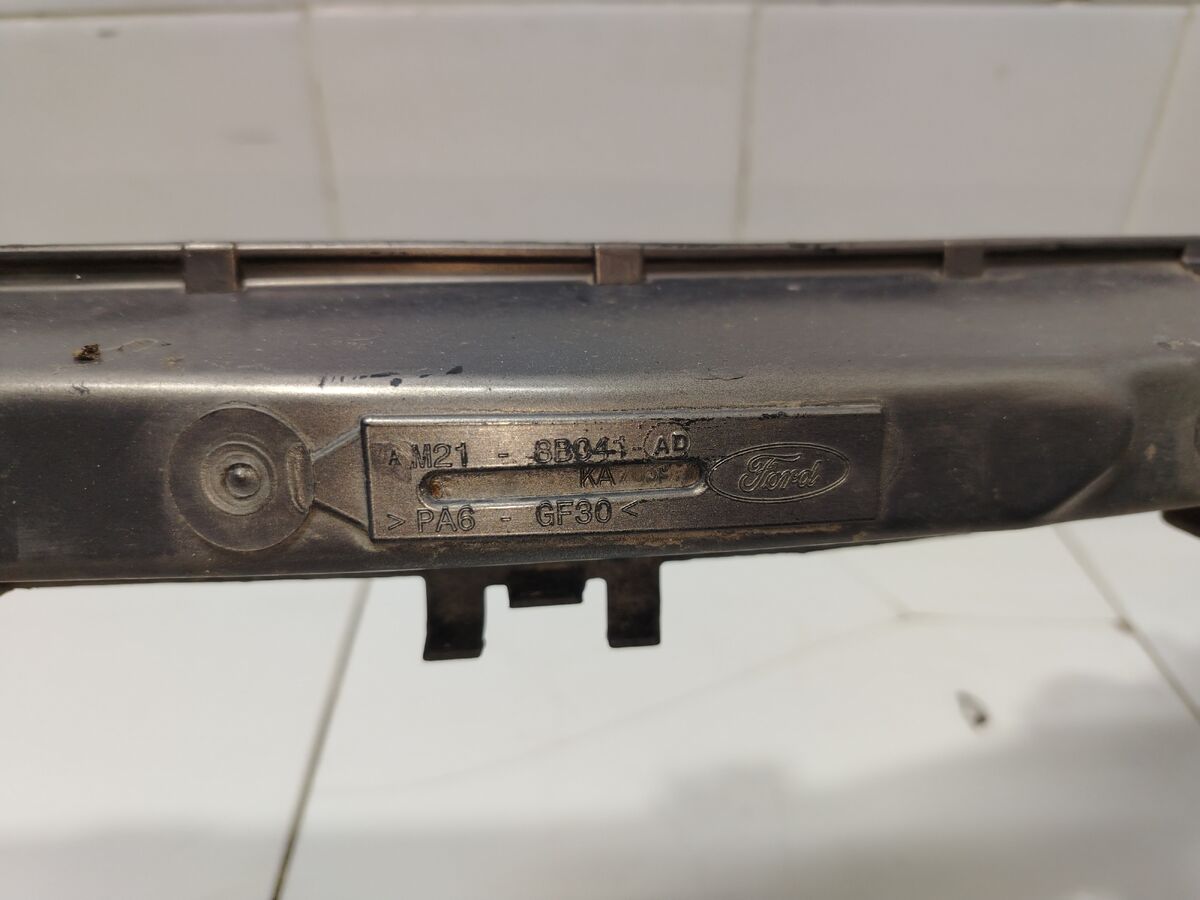 AM21 - 8B041-AD
KA
Ford
>PA6 - GF30<